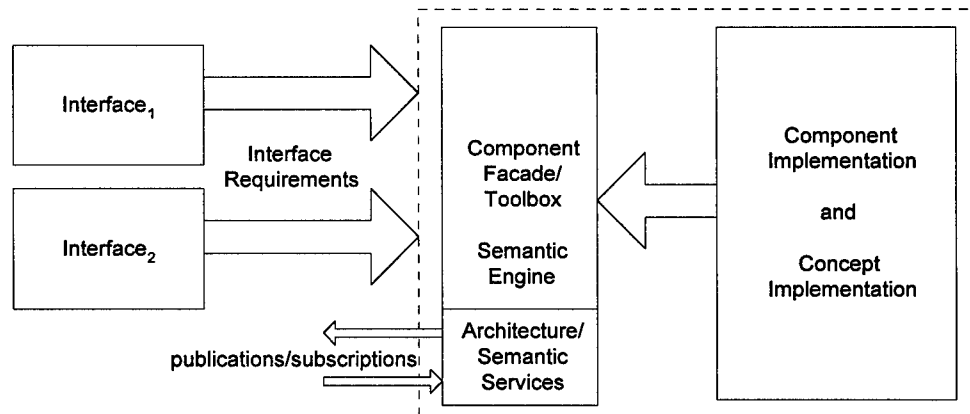 Interface₁
Interface
Requirements
Interface₂
publications/subscriptions
Component
Facade/
Toolbox
Semantic
Engine
Architecture/
Semantic
Services
Component
Implementation
and
Concept
Implementation